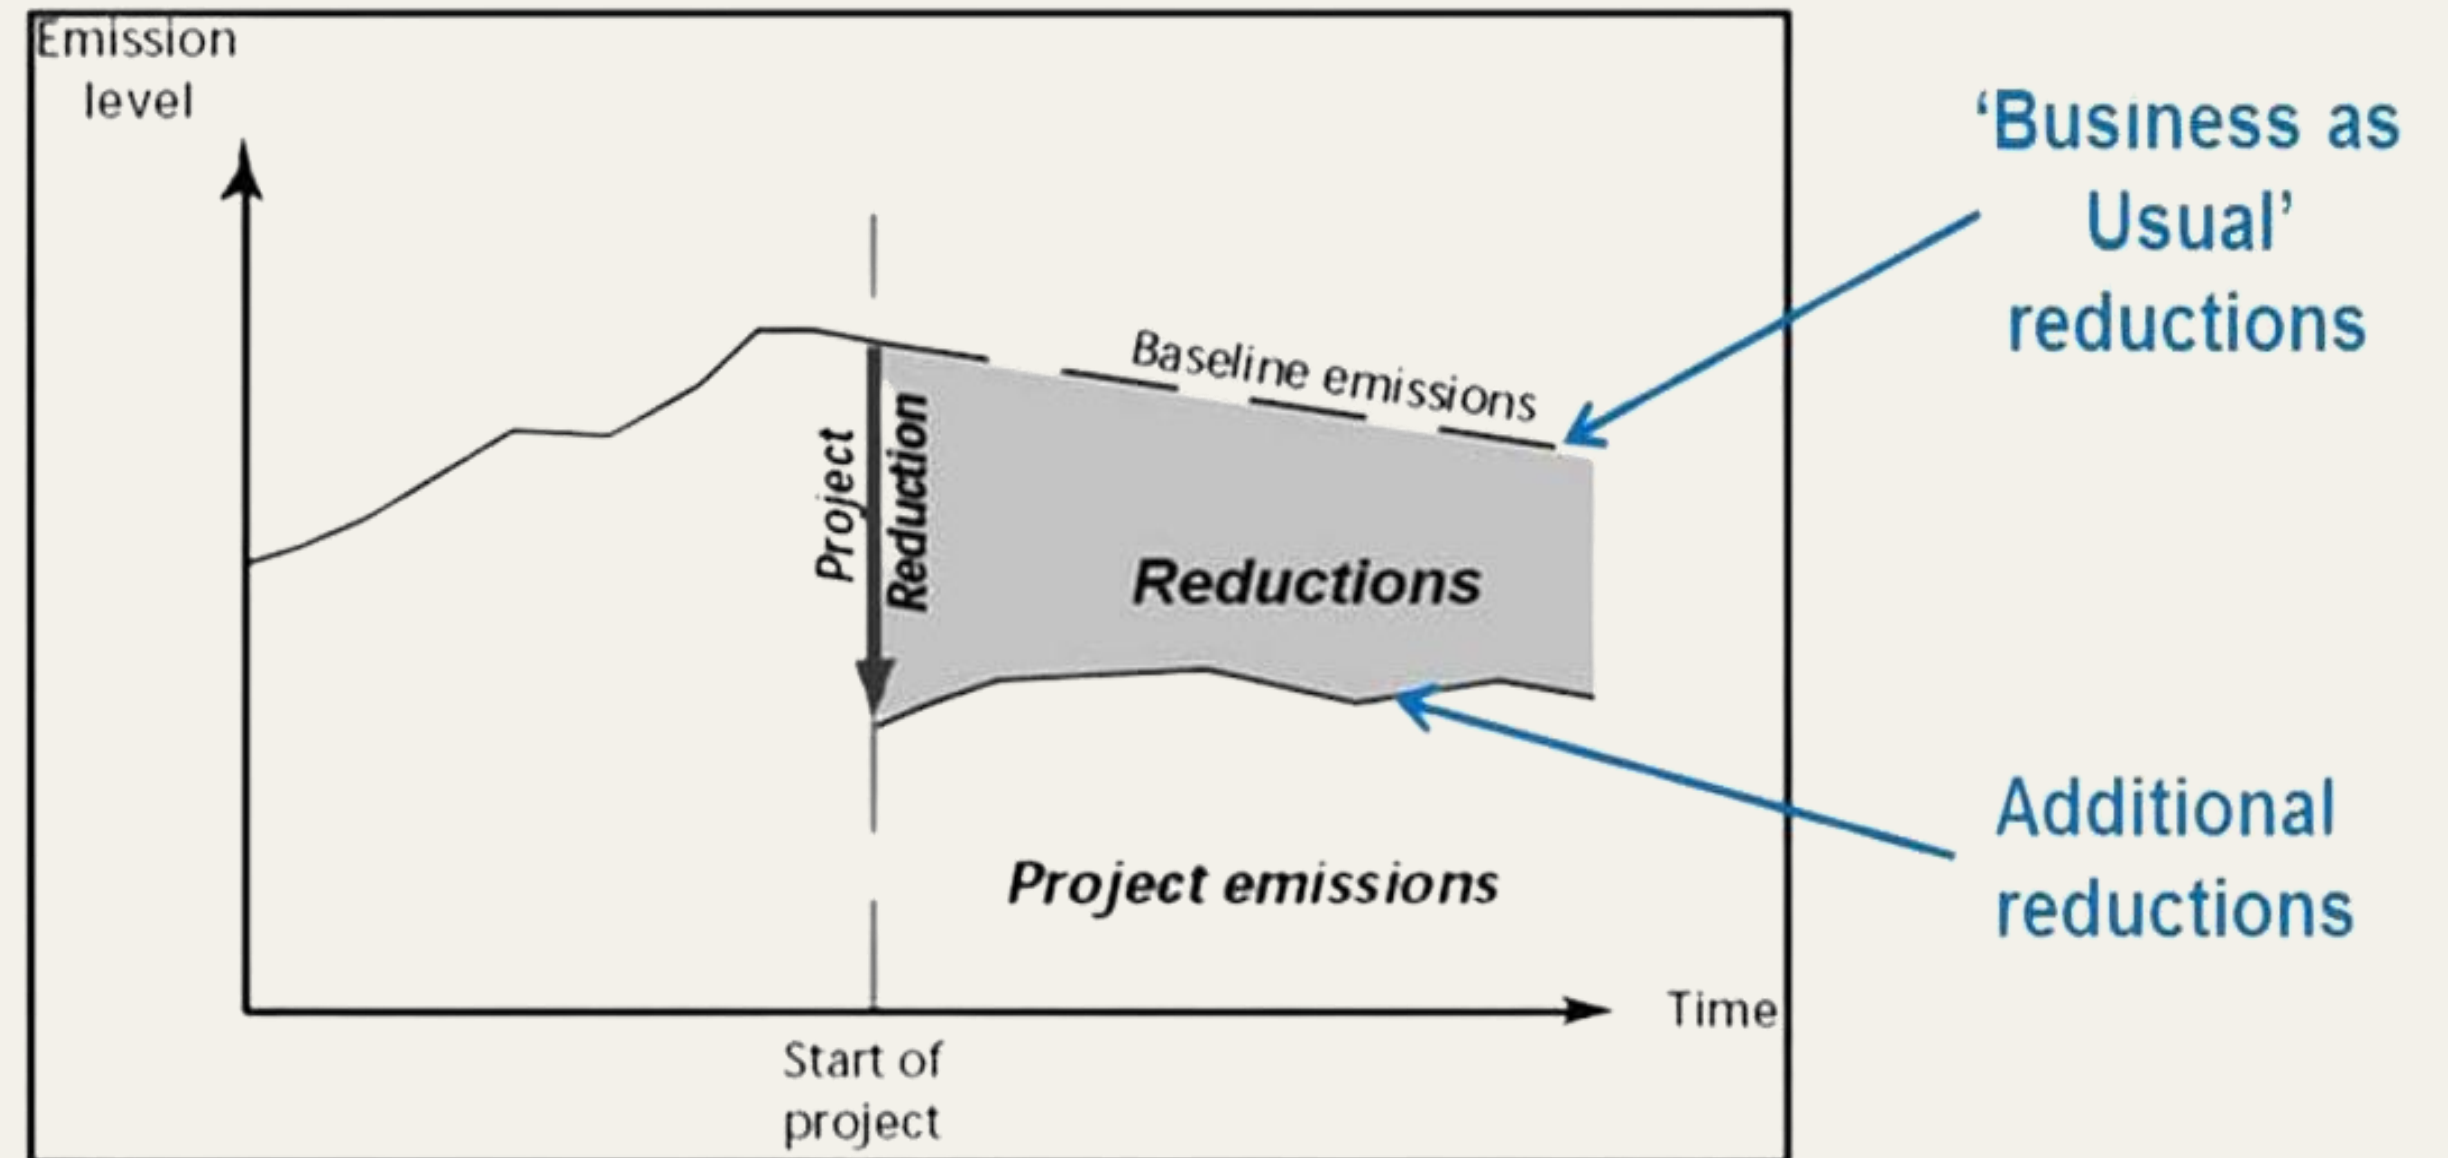 Emission
level
'Business as
Usual'
reductions
Baseline emissions
Project
Reduction
Reductions
Additional
reductions
Project emissions
Time
Start of
project